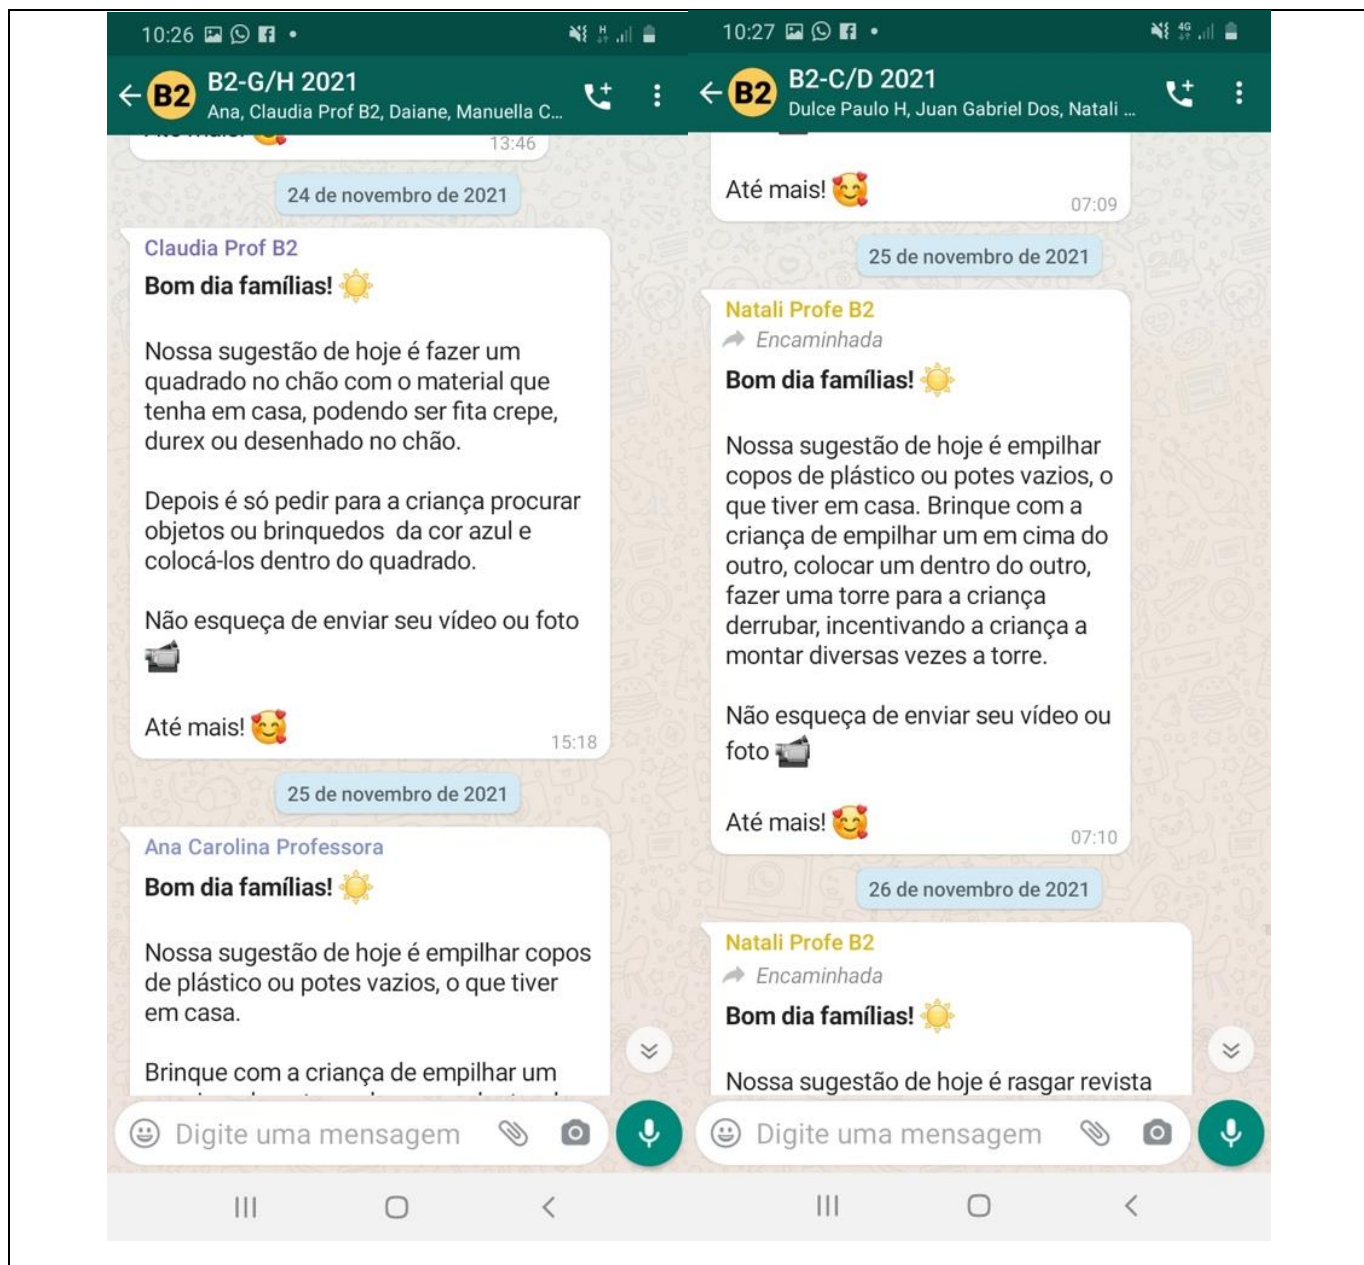 10:26
B2
B2-G/H 2021
Ana, Claudia Prof B2, Daiane, Manuella C...
Até mais!
13:46
24 de novembro de 2021
Claudia Prof B2
Bom dia famílias!
Nossa sugestão de hoje é fazer um
quadrado no chão com o material que
tenha em casa, podendo ser fita crepe,
durex ou desenhado no chão.
Depois é só pedir para a criança procurar
objetos ou brinquedos da cor azul e
colocá-los dentro do quadrado.
Não esqueça de enviar seu vídeo ou foto
Até mais!
15:18
25 de novembro de 2021
Ana Carolina Professora
Bom dia famílias!
Nossa sugestão de hoje é empilhar copos
de plástico ou potes vazios, o que tiver
em casa.
Brinque com a criança de empilhar um
Digite uma mensagem
10:27
4G
B2
B2-C/D 2021
Dulce Paulo H, Juan Gabriel Dos, Natali ...
Até mais!
07:09
25 de novembro de 2021
Natali Profe B2
Encaminhada
Bom dia famílias!
Nossa sugestão de hoje é empilhar
copos de plástico ou potes vazios, o
que tiver em casa. Brinque com a
criança de empilhar um em cima do
outro, colocar um dentro do outro,
fazer uma torre para a criança
derrubar, incentivando a criança a
montar diversas vezes a torre.
Não esqueça de enviar seu vídeo ou
foto
Até mais!
07:10
26 de novembro de 2021
Natali Profe B2
Encaminhada
Bom dia famílias!
Nossa sugestão de hoje é rasgar revista
Digite uma mensagem